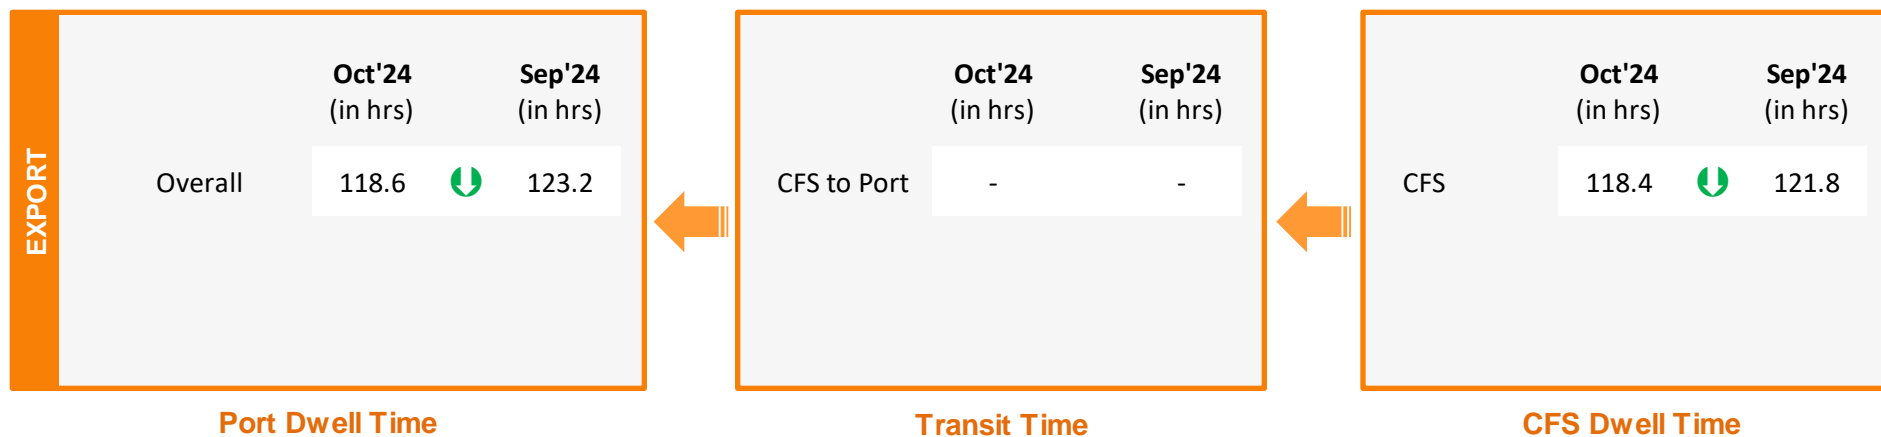 EXPORT
Oct'24 Sep'24
(in hrs) (in hrs)
Overall 118.6 123.2
Port Dwell Time
Oct'24 Sep'24
(in hrs) (in hrs)
CFS to Port - -
Transit Time
Oct'24 Sep'24
(in hrs) (in hrs)
CFS 118.4 121.8
CFS Dwell Time